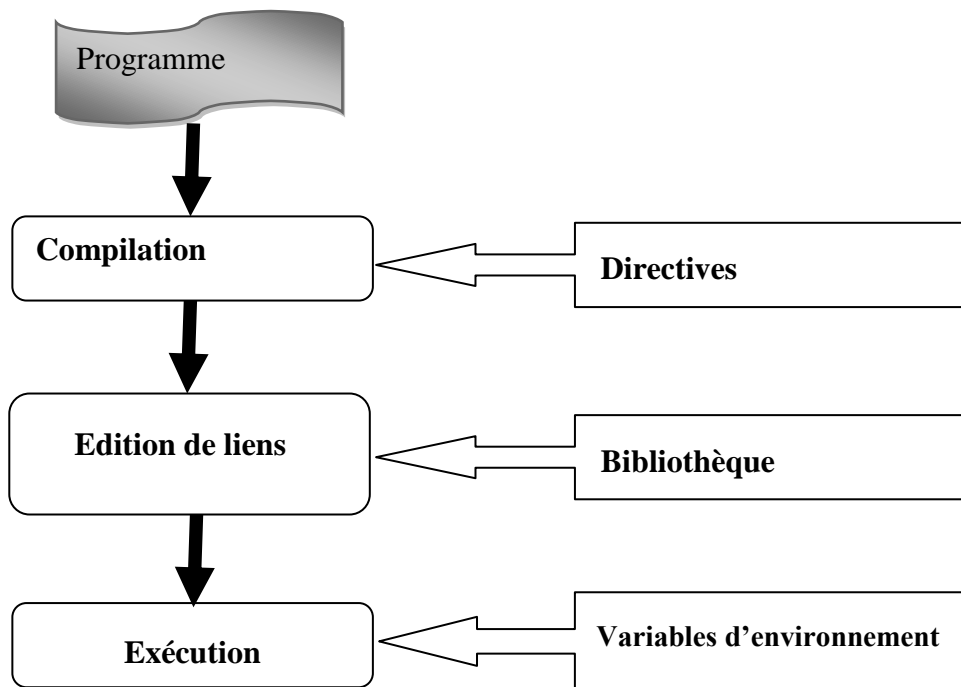 Programme
Compilation
Directives
Edition de liens
Bibliothèque
Exécution
Variables d’environnement